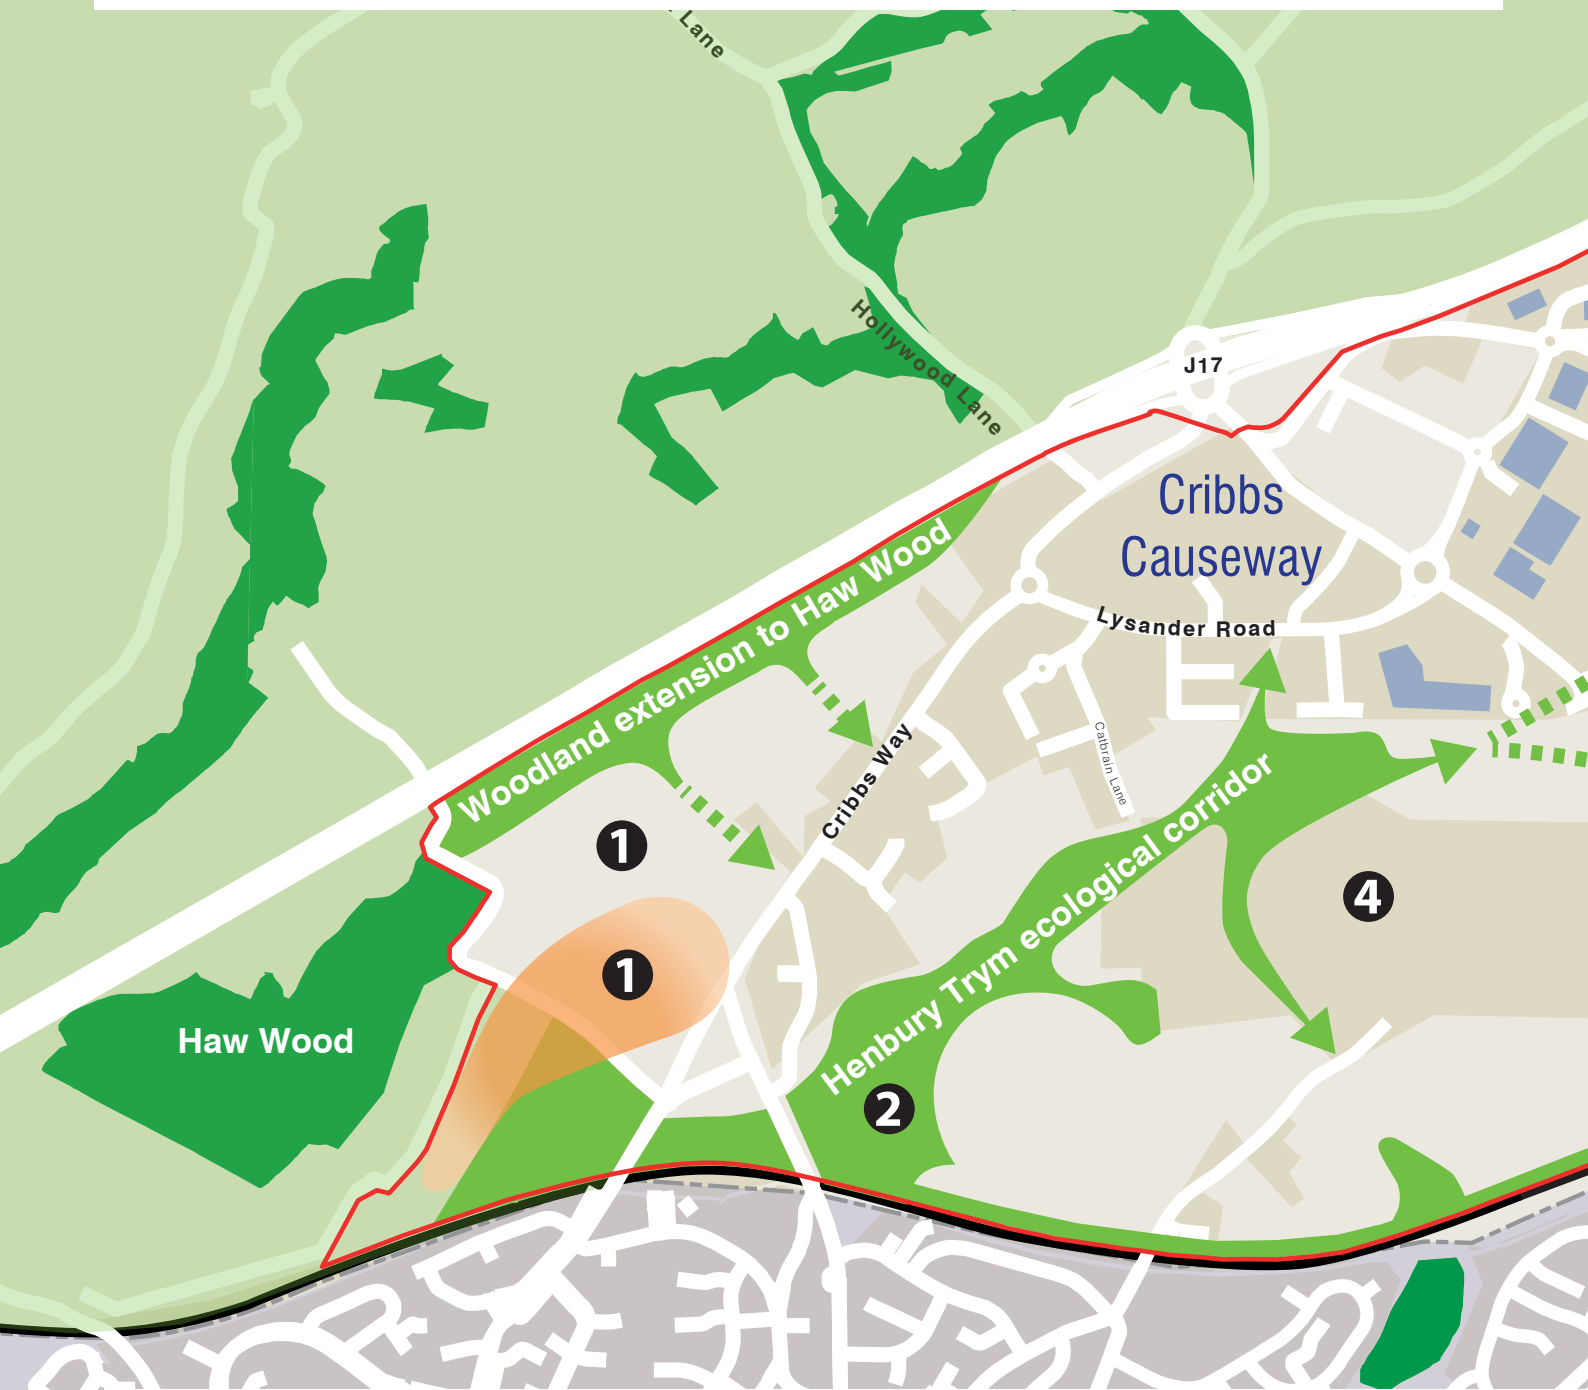 Lane
Hollywood Lane
J17
Cribbs
Causeway
Woodland extension to Haw Wood
Lysander Road
Cribbs Way
Catbrain Lane
Henbury Trym ecological corridor
1
4
1
Haw Wood
2